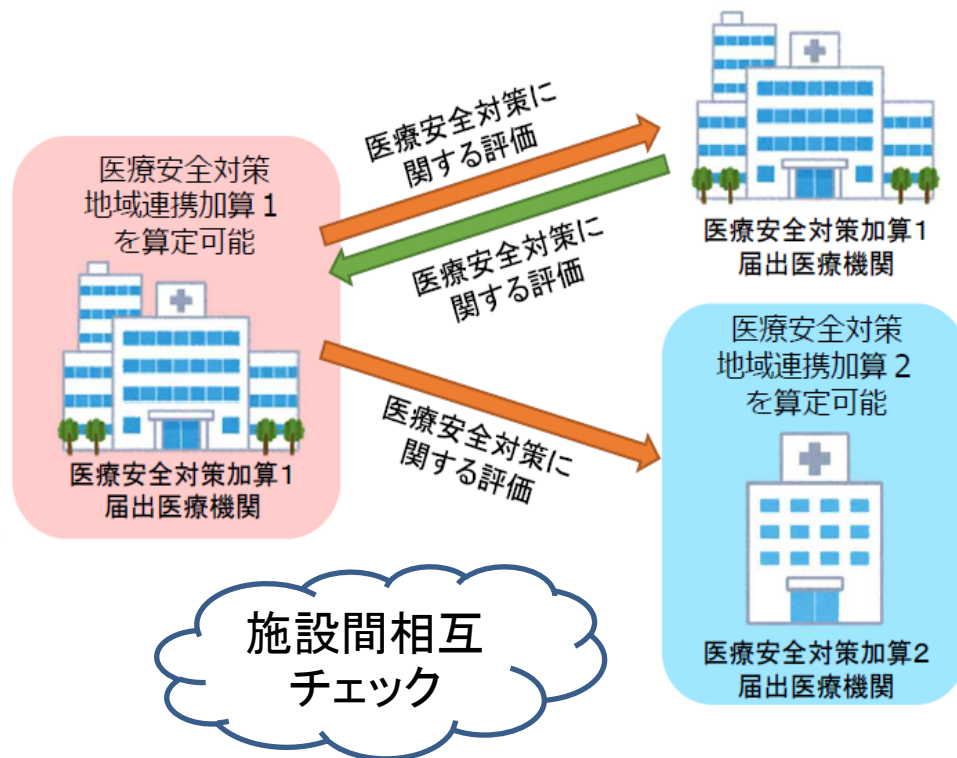 医療安全対策
地域連携加算1
を算定可能
医療安全対策加算1
届出医療機関
医療安全対策に
関する評価
医療安全対策に
関する評価
医療安全対策加算1
届出医療機関
医療安全対策に
関する評価
医療安全対策
地域連携加算2
を算定可能
医療安全対策加算2
届出医療機関
施設間相互
チェック